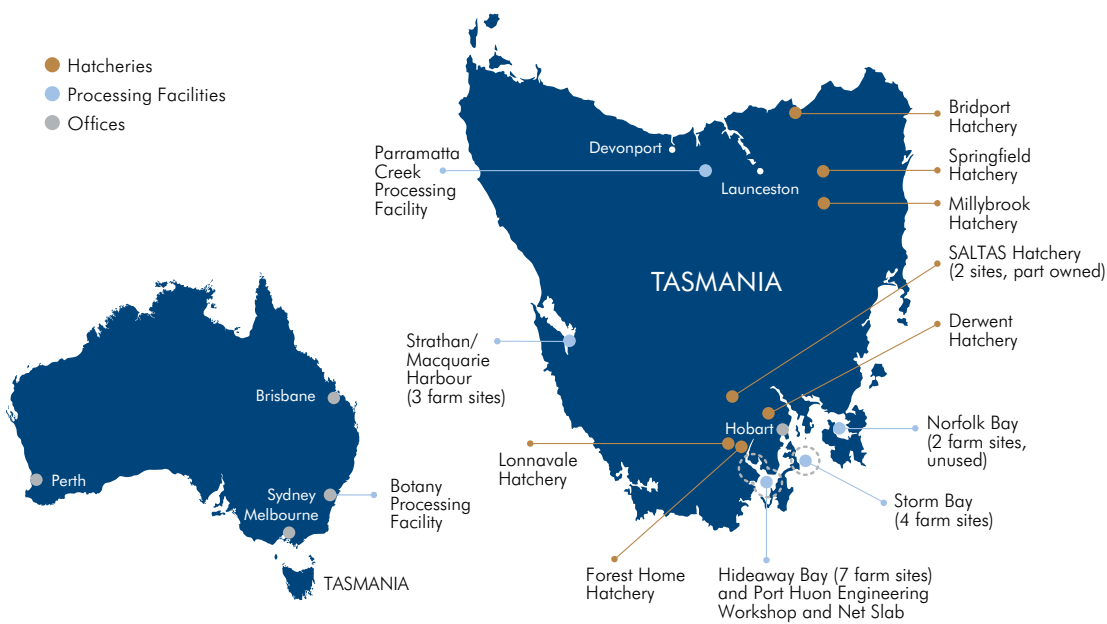 Hatcheries
Processing Facilities
Offices
Parramatta
Creek
Processing
Facility
Devonport
Launceston
Bridport
Hatchery
Springfield
Hatchery
Millybrook
Hatchery
TASMANIA
SALTAS Hatchery
(2 sites, part owned)
Derwent
Hatchery
Strathan/
Macquarie
Harbour
(3 farm sites)
Hobart
Norfolk Bay
(2 farm sites,
unused)
Lonnavale
Hatchery
Storm Bay
(4 farm sites)
Forest Home
Hatchery
Hideaway Bay (7 farm sites)
and Port Huon Engineering
Workshop and Net Slab
Brisbane
Perth
Sydney
Melbourne
Botany
Processing
Facility
TASMANIA